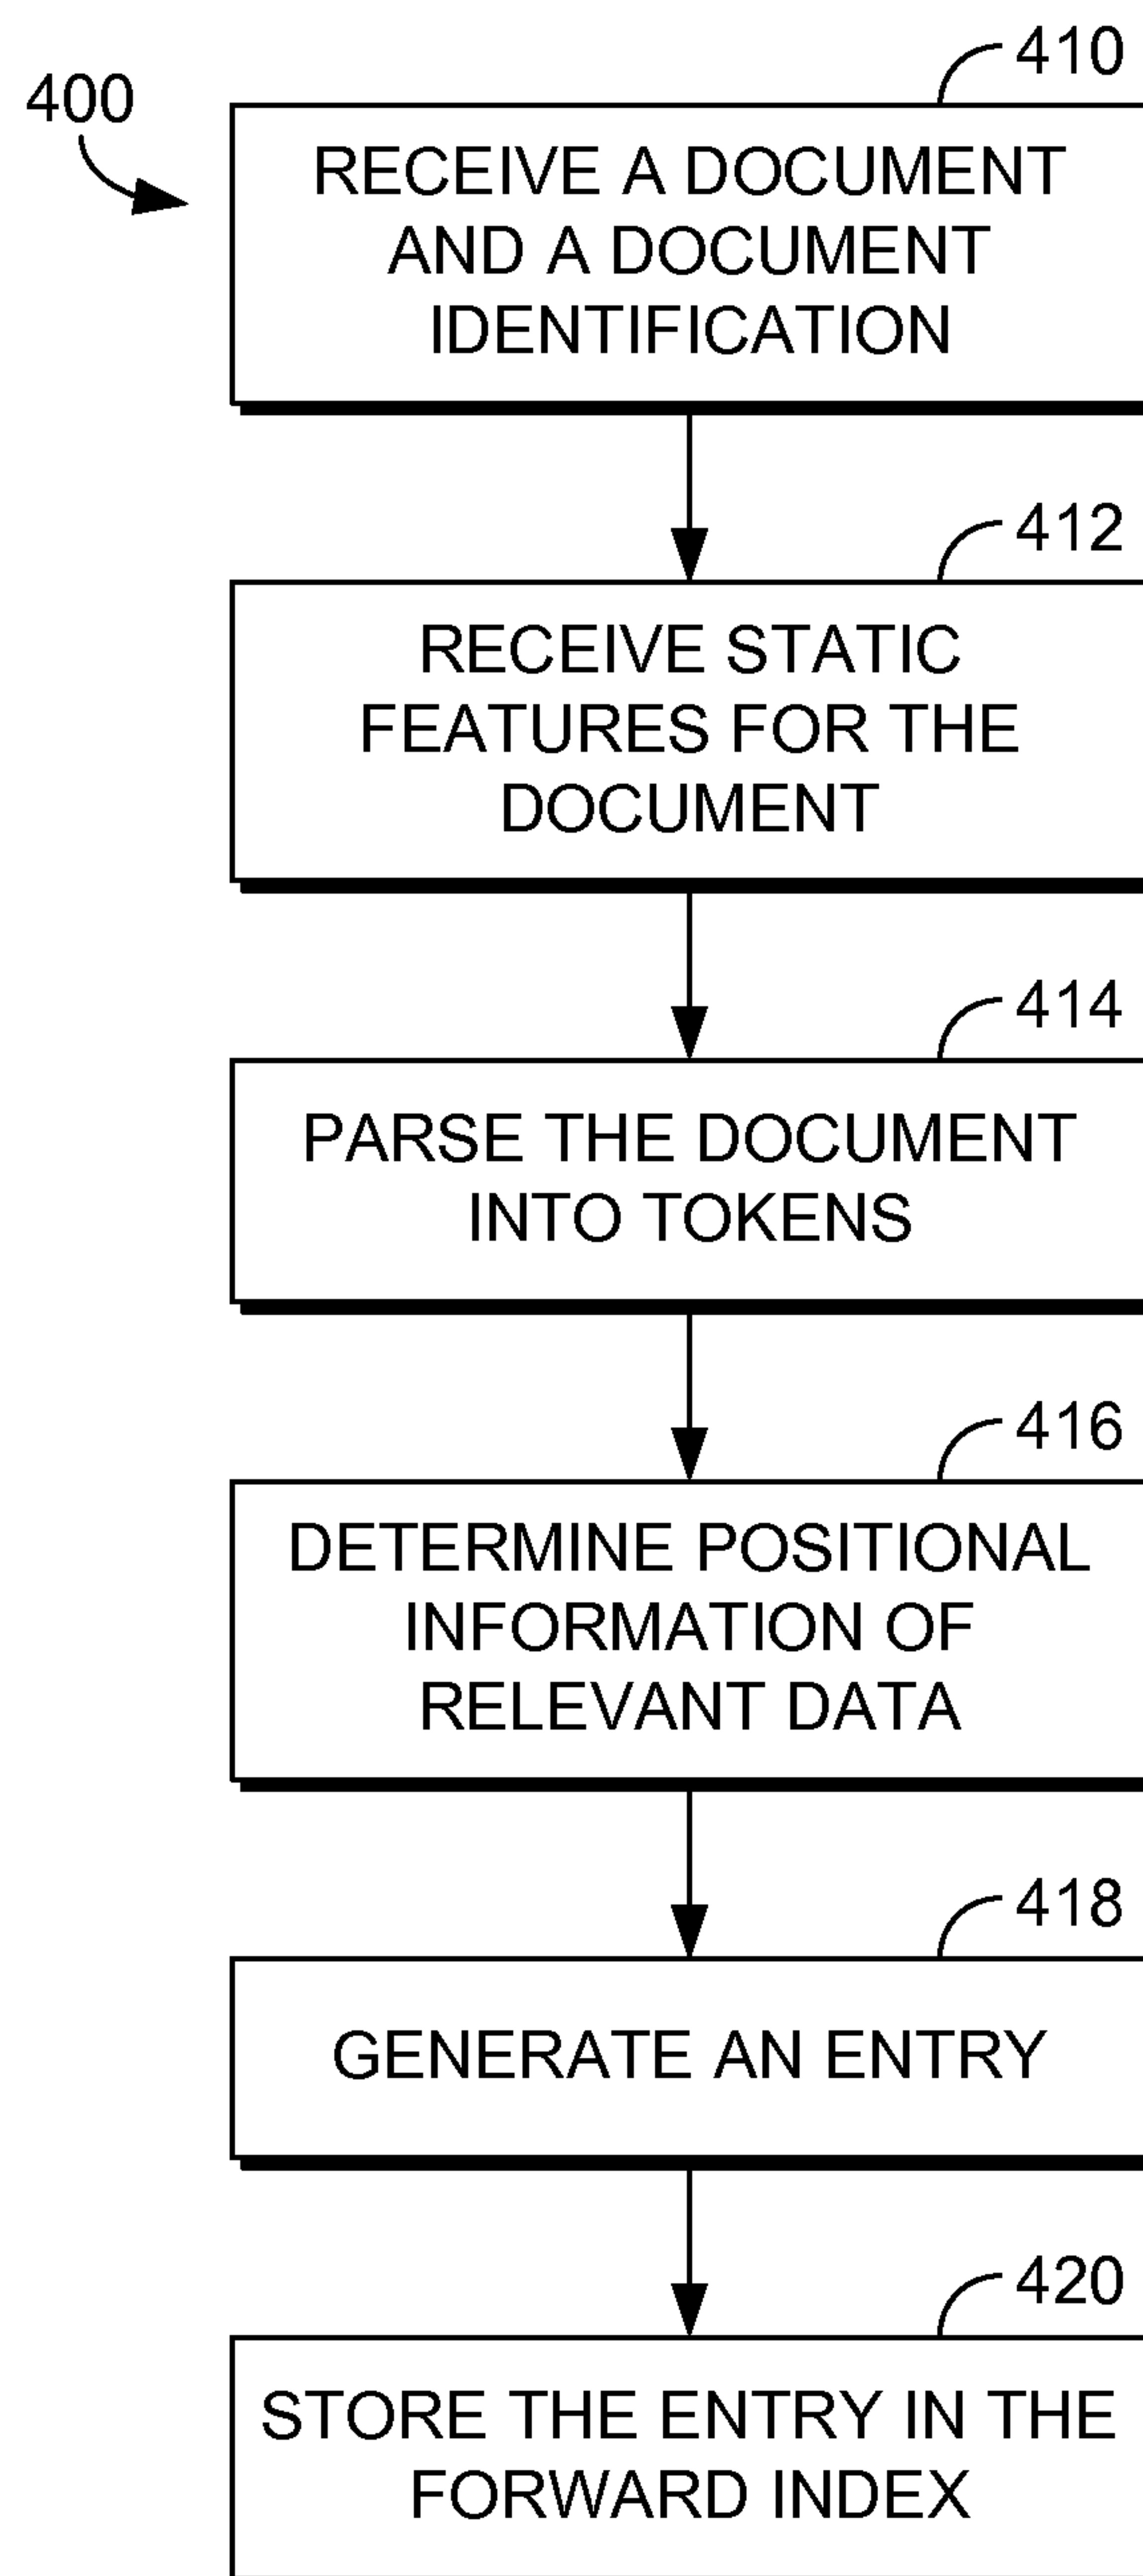 410
400
RECEIVE A DOCUMENT
AND A DOCUMENT
IDENTIFICATION
412
RECEIVE STATIC
FEATURES FOR THE
DOCUMENT
414
PARSE THE DOCUMENT
INTO TOKENS
416
DETERMINE POSITIONAL
INFORMATION OF
RELEVANT DATA
418
GENERATE AN ENTRY
420
STORE THE ENTRY IN THE
FORWARD INDEX